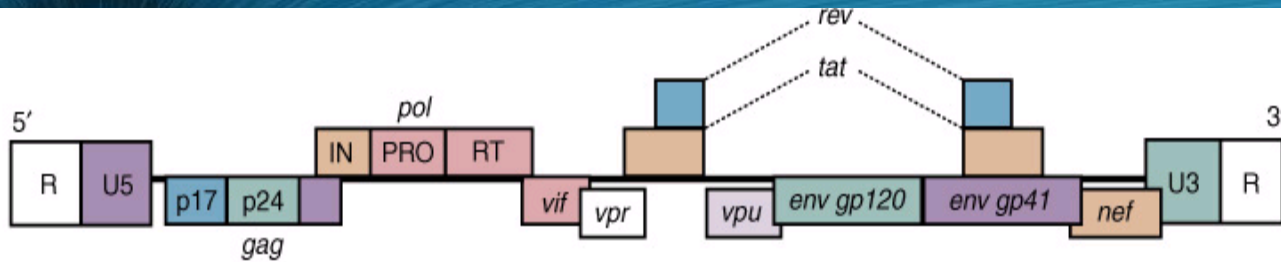 rev
tat
pol
5′
3
IN PRO RT
R U5
U3 R
p17 p24
vif
vpr
vpu
env gp120
env gp41
nef
gag